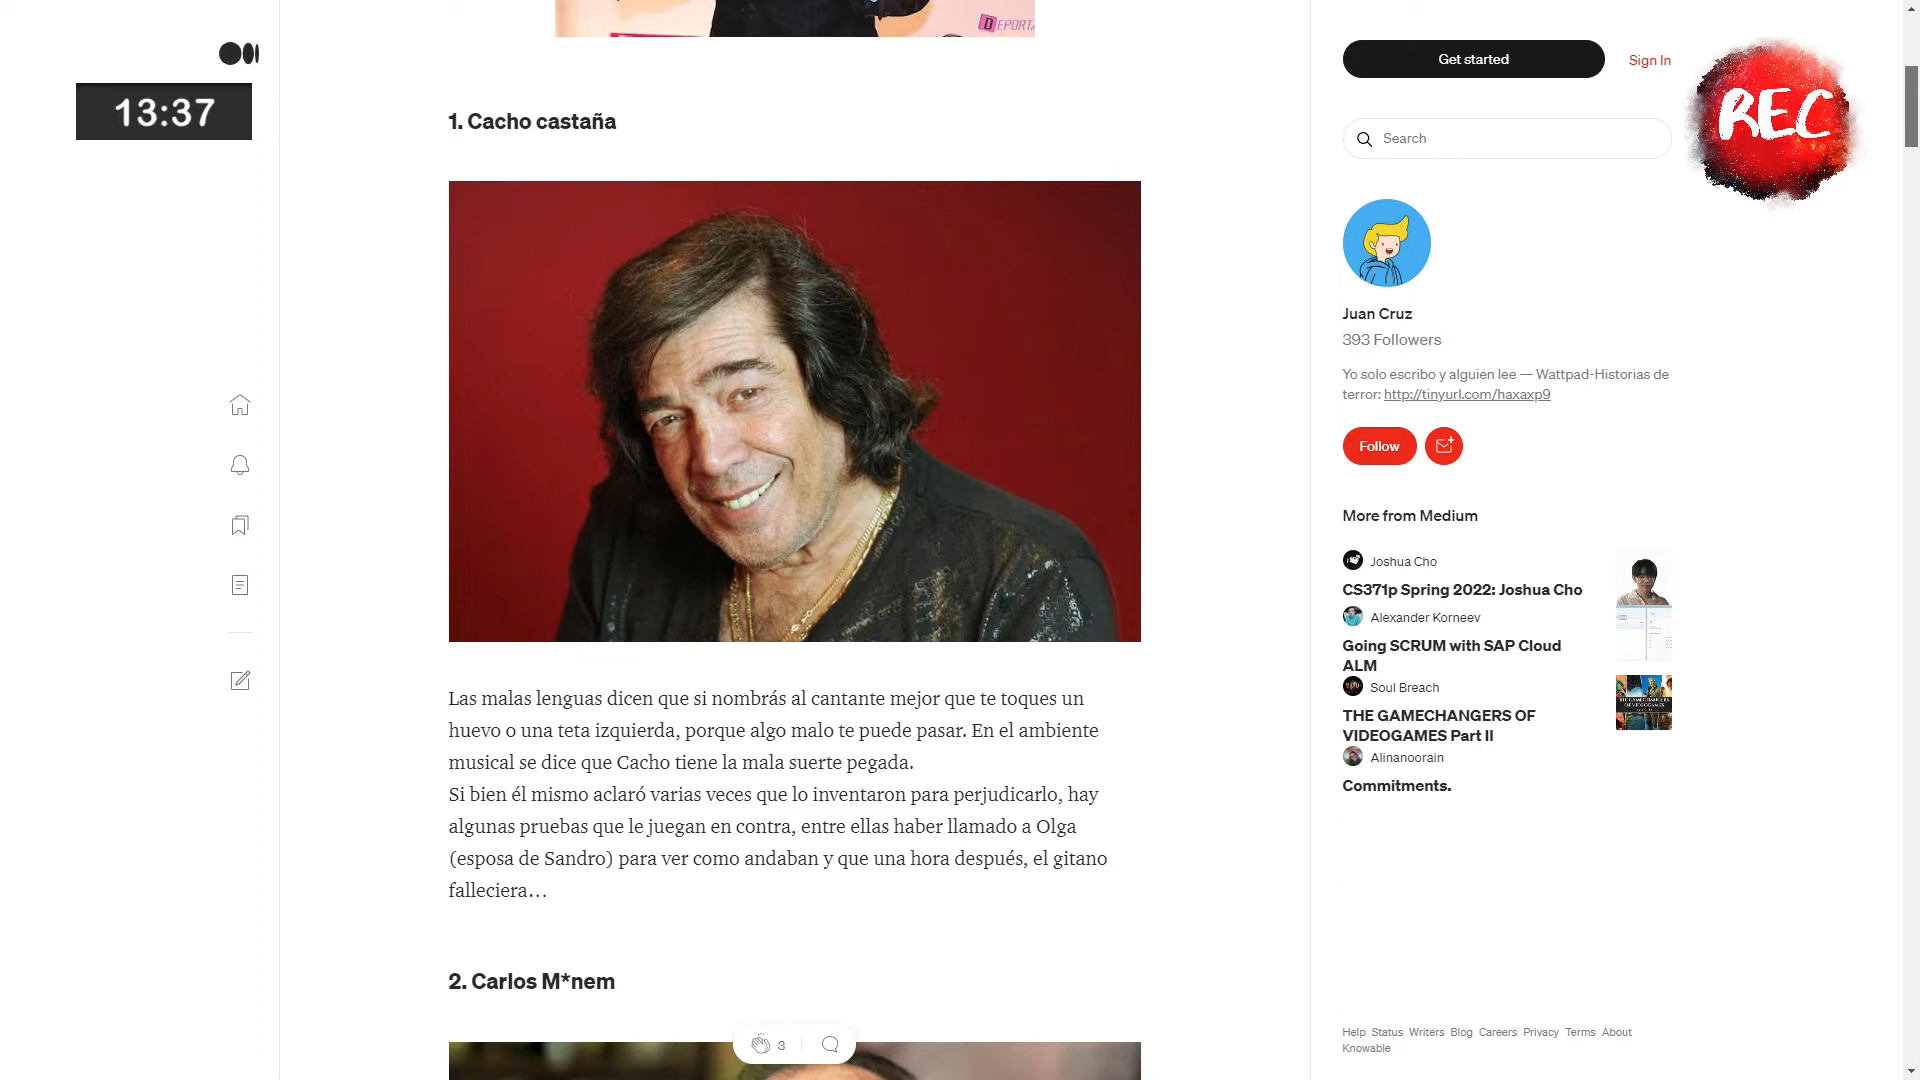 DEPORT
13:37
1. Cacho castaña
Las malas lenguas dicen que si nombrás al cantante mejor que te toques un
huevo o una teta izquierda, porque algo malo te puede pasar. En el ambiente
musical se dice que Cacho tiene la mala suerte pegada.
Si bien él mismo aclaró varias veces que lo inventaron para perjudicarlo, hay
algunas pruebas que le juegan en contra, entre ellas haber llamado a Olga
(esposa de Sandro) para ver como andaban y que una hora después, el gitano
falleciera…
2. Carlos M*nem
3
Get started
Sign In
REC
Search
Juan Cruz
393 Followers
Yo solo escribo y alguien lee — Wattpad-Historias de
terror: http://tinyurl.com/haxaxp9
Follow
More from Medium
Joshua Cho
CS371p Spring 2022: Joshua Cho
Alexander Korneev
Going SCRUM with SAP Cloud
ALM
Soul Breach
THE GAMECHANGERS OF
VIDEOGAMES Part II
THE GAMECHANGERS
OF VIDEOGAMES
Alinanoorain
Commitments.
Help Status Writers Blog Careers Privacy Terms About
Knowable